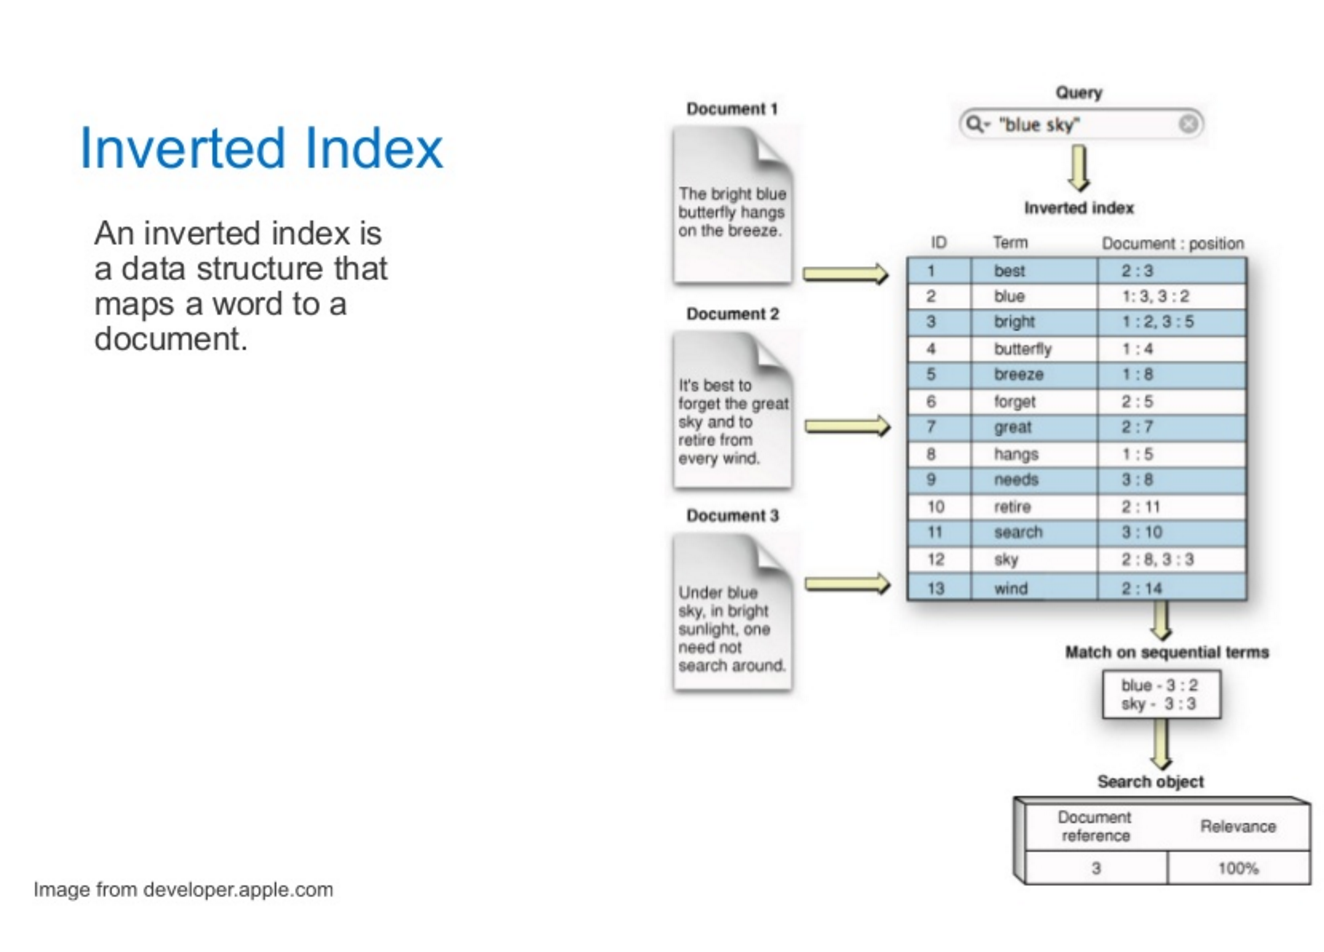 Inverted Index
An inverted index is
a data structure that
maps a word to a
document.
Image from developer.apple.com
Document 1
The bright blue
butterfly hangs
on the breeze.
Document 2
It's best to
forget the great
sky and to
retire from
every wind.
Document 3
Under blue
sky, in bright
sunlight, one
need not
search around.
Query
"blue sky"
Inverted index
ID Term Document : position
1 best 2 : 3
2 blue 1: 3, 3 : 2
3 bright 1 : 2, 3 : 5
4 butterfly 1 : 4
5 breeze 1 : 8
6 forget 2 : 5
7 great 2 : 7
8 hangs 1 : 5
9 needs 3 : 8
10 retire 2 : 11
11 search 3 : 10
12 sky 2 : 8, 3 : 3
13 wind 2 : 14
Match on sequential terms
blue - 3 : 2
sky - 3 : 3
Search object
Document
reference
Relevance
3 100%